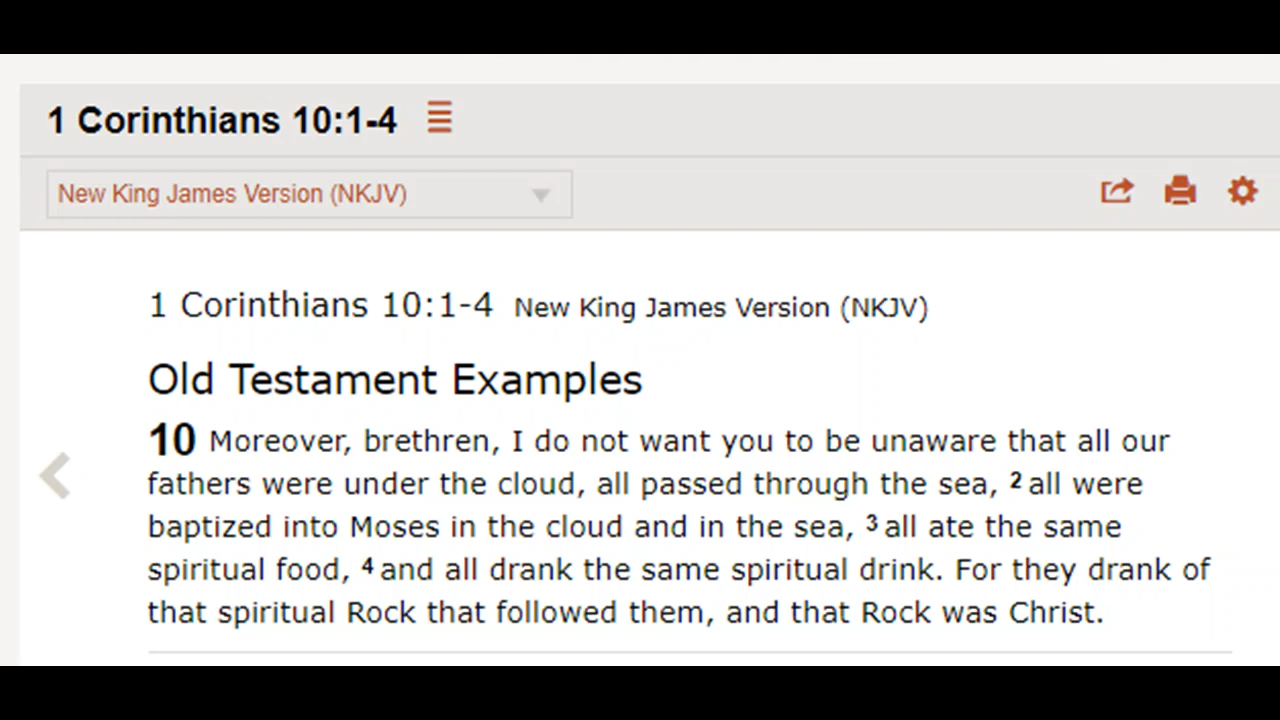 1 Corinthians 10:1-4
New King James Version (NKJV)
1 Corinthians 10:1-4 New King James Version (NKJV)
Old Testament Examples
10 Moreover, brethren, I do not want you to be unaware that all our
fathers were under the cloud, all passed through the sea, 2 all were
baptized into Moses in the cloud and in the sea, 3 all ate the same
spiritual food, 4 and all drank the same spiritual drink. For they drank of
that spiritual Rock that followed them, and that Rock was Christ.